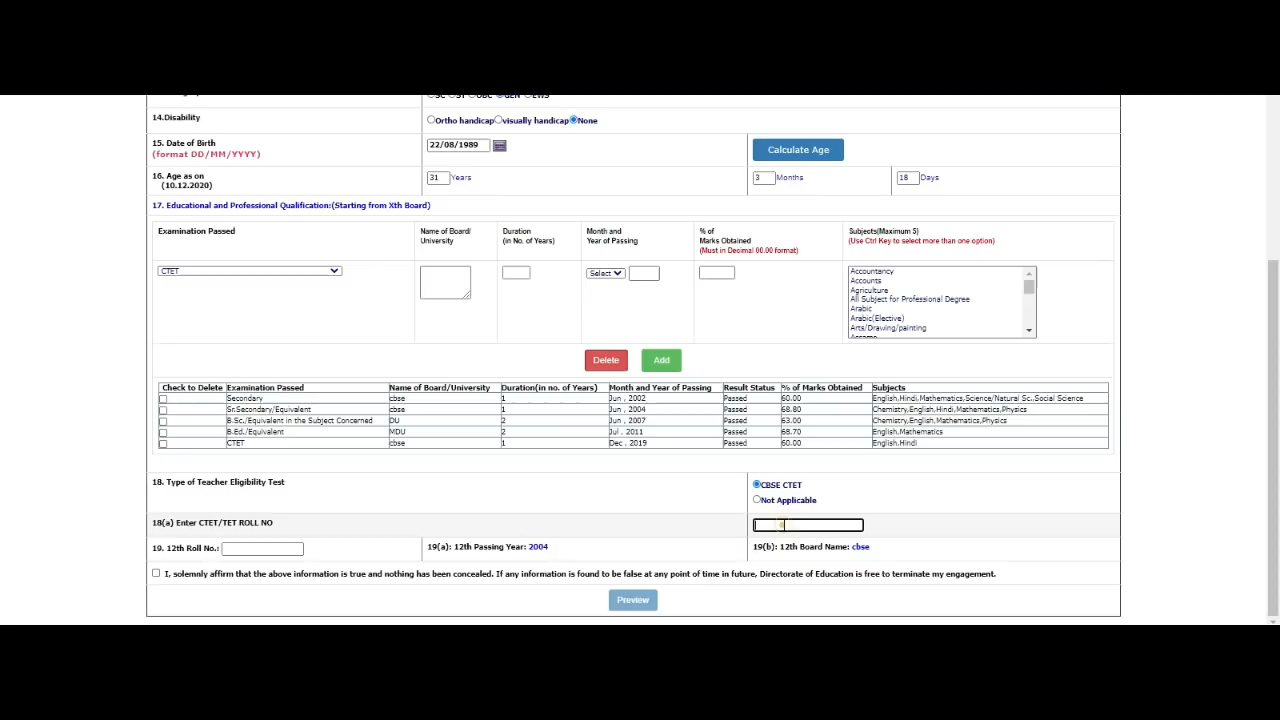 SC ST OBC GEN EWS
14.Disability
Ortho handicap visually handicap None
15. Date of Birth
(format DD/MM/YYYY)
22/08/1989
Calculate Age
16. Age as on
(10.12.2020)
31 Years
3 Months
18 Days
17. Educational and Professional Qualification:(Starting from Xth Board)
Examination Passed
Name of Board/
University
Duration
(in No. of Years)
Month and
Year of Passing
% of
Marks Obtained
(Must in Decimal 00.00 format)
Subjects(Maximum 5)
(Use Ctrl Key to select more than one option)
CTET
Select
Accountancy
Accounts
Agriculture
All Subject for Professional Degree
Arabic
Arabic(Elective)
Arts/Drawing/painting
Delete Add
Check to Delete Examination Passed Name of Board/University Duration(in no. of Years) Month and Year of Passing Result Status % of Marks Obtained Subjects
Secondary cbse 1 Jun , 2002 Passed 60.00 English,Hindi,Mathematics,Science/Natural Sc.,Social Science
Sr.Secondary/Equivalent cbse 1 Jun , 2004 Passed 68.80 Chemistry,English,Hindi,Mathematics,Physics
B.Sc./Equivalent in the Subject Concerned DU 2 Jun , 2007 Passed 63.00 Chemistry,English,Mathematics,Physics
B.Ed./Equivalent MDU 2 Jul , 2011 Passed 68.70 English,Mathematics
CTET cbse 1 Dec , 2019 Passed 60.00 English,Hindi
18. Type of Teacher Eligibility Test
CBSE CTET
Not Applicable
18(a) Enter CTET/TET ROLL NO
19. 12th Roll No.:
19(a): 12th Passing Year: 2004
19(b): 12th Board Name: cbse
I, solemnly affirm that the above information is true and nothing has been concealed. If any information is found to be false at any point of time in future, Directorate of Education is free to terminate my engagement.
Preview